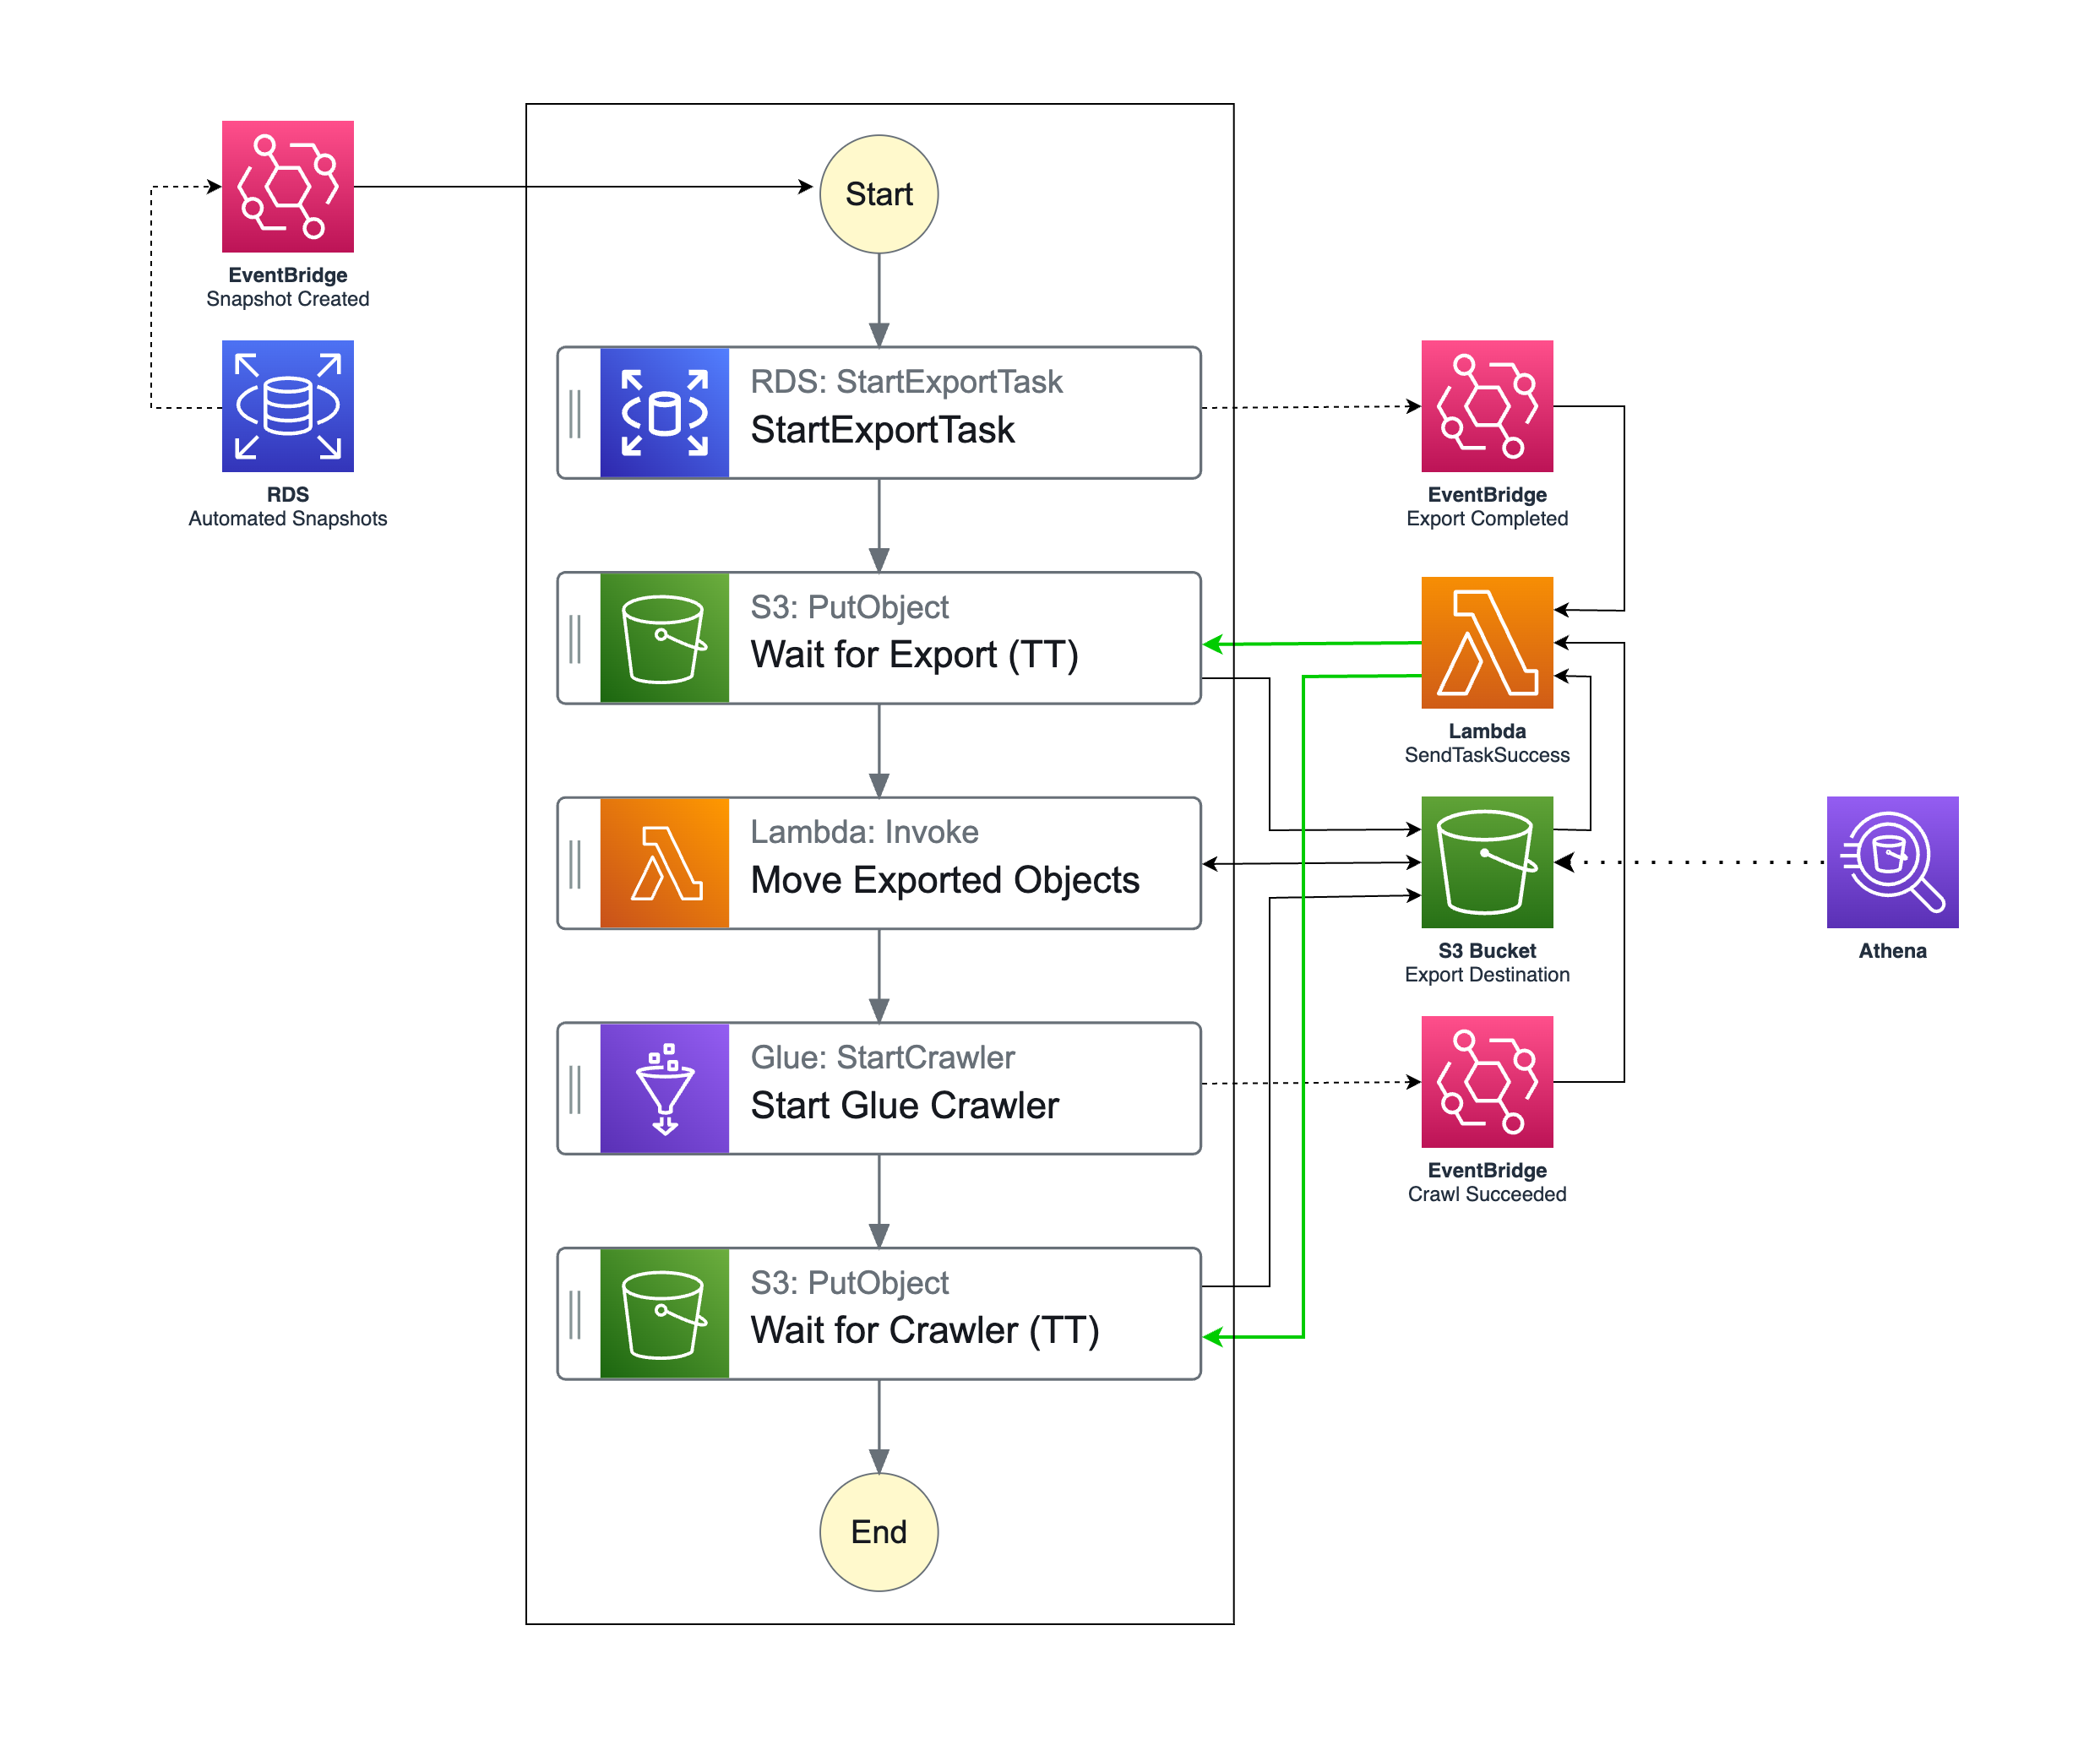 EventBridge
Snapshot Created
RDS
Automated Snapshots
Start
RDS: StartExportTask
StartExportTask
S3: PutObject
Wait for Export (TT)
Lambda: Invoke
Move Exported Objects
Glue: StartCrawler
Start Glue Crawler
S3: PutObject
Wait for Crawler (TT)
End
EventBridge
Export Completed
Lambda
SendTaskSuccess
S3 Bucket
Export Destination
EventBridge
Crawl Succeeded
Athena